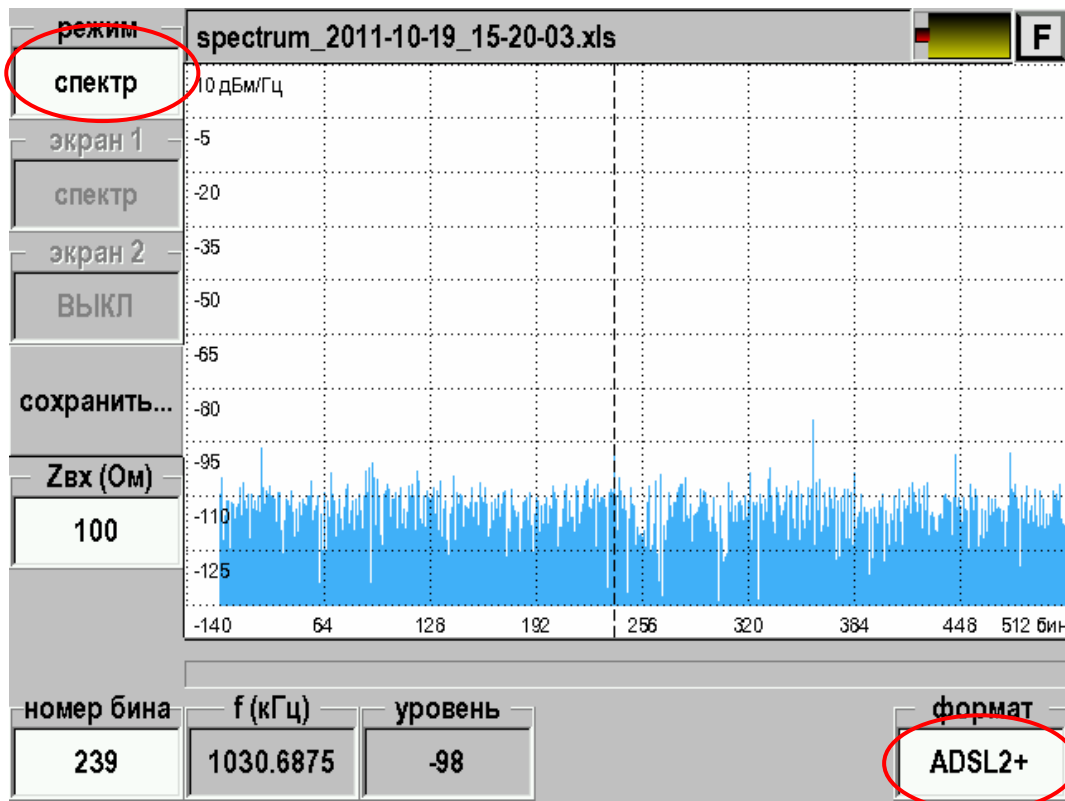 режим
спектр
spectrum_2011-10-19_15-20-03.xls
F
экран 1
спектр
экран 2
ВЫКЛ
сохранить...
Zвх (Ом)
100
10 дБм/Гц
-5
-20
-35
-50
-65
-80
-95
-110
-125
-140 64 128 192 256 320 384 448 512 бин
номер бина
239
f (кГц)
1030.6875
уровень
-98
формат
ADSL2+